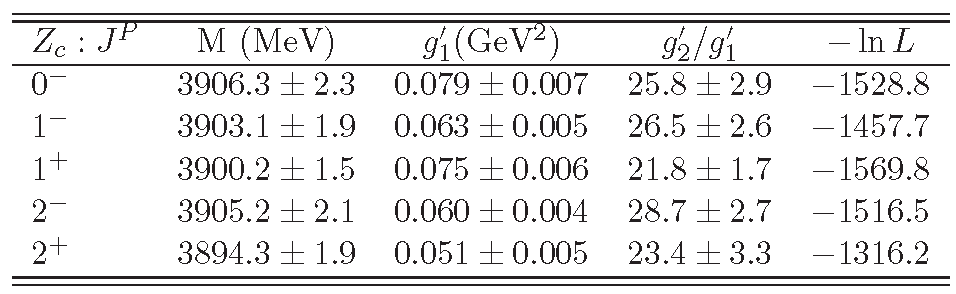 Z_c : J^P M (MeV) g′_1(GeV^2) g′_2/g′_1 − ln L
0^− 3906.3 ± 2.3 0.079 ± 0.007 25.8 ± 2.9 −1528.8
1^− 3903.1 ± 1.9 0.063 ± 0.005 26.5 ± 2.6 −1457.7
1^+ 3900.2 ± 1.5 0.075 ± 0.006 21.8 ± 1.7 −1569.8
2^− 3905.2 ± 2.1 0.060 ± 0.004 28.7 ± 2.7 −1516.5
2^+ 3894.3 ± 1.9 0.051 ± 0.005 23.4 ± 3.3 −1316.2